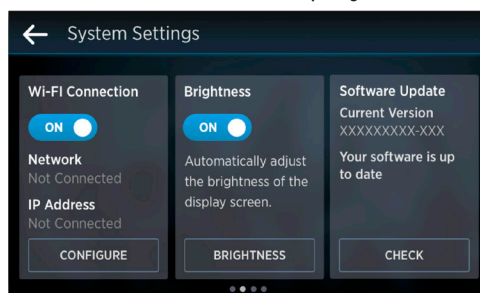 System Settings
Wi-FI Connection
ON
Network
Not Connected
IP Address
Not Connected
CONFIGURE
Brightness
ON
Automatically adjust
the brightness of the
display screen.
BRIGHTNESS
Software Update
Current Version
XXXXXXXXX-XXX
Your software is up
to date
CHECK